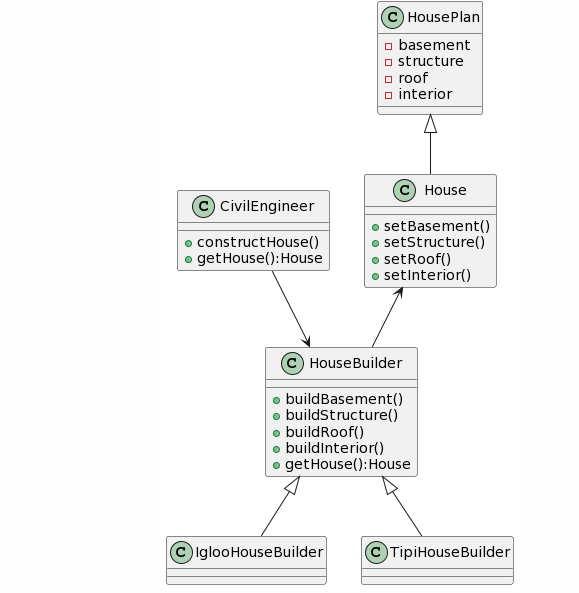 C HousePlan
basement
structure
roof
interior
C CivilEngineer
constructHouse()
getHouse():House
C House
setBasement()
setStructure()
setRoof()
setInterior()
C HouseBuilder
buildBasement()
buildStructure()
buildRoof()
buildInterior()
getHouse():House
C IglooHouseBuilder
C TipiHouseBuilder